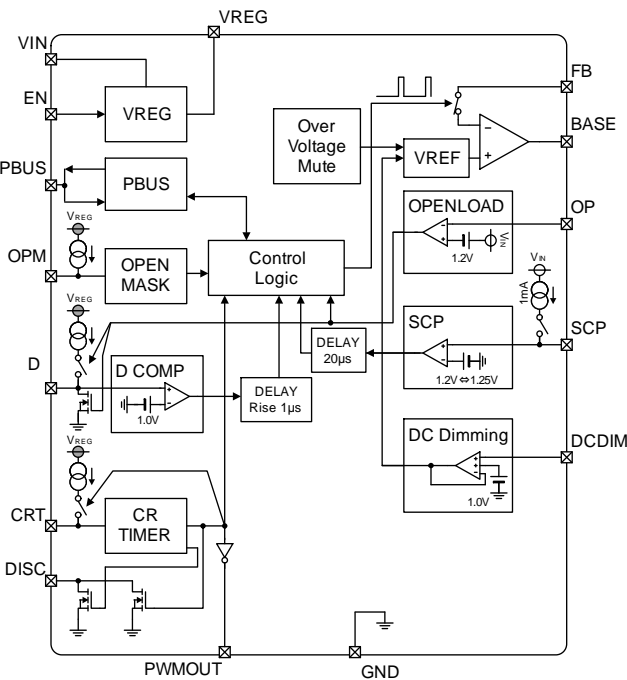 VREG
VIN
EN
VREG
FB
BASE
Over
Voltage
Mute
VREF
PBUS
PBUS
OPENLOAD
OP
1.2V
VIN
VREG
OPM
OPEN
MASK
Control
Logic
VIN
1mA
VREG
SCP
SCP
1.2V⇔1.25V
DELAY
20µs
D
D COMP
1.0V
DELAY
Rise 1µs
DC Dimming
DCDIM
1.0V
VREG
CRT
CR
TIMER
DISC
PWMOUT
GND